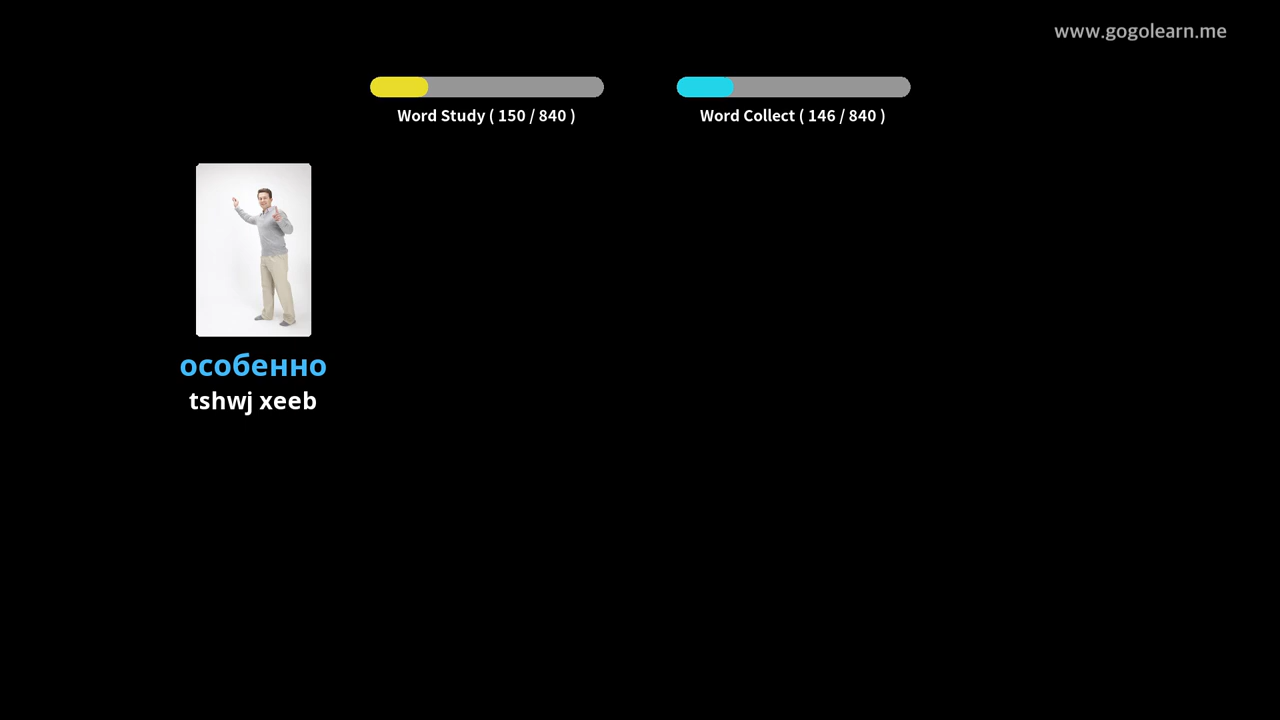 www.gogolearn.me
Word Study ( 150 / 840 )
Word Collect ( 146 / 840 )
особенно
tshwj xeeb